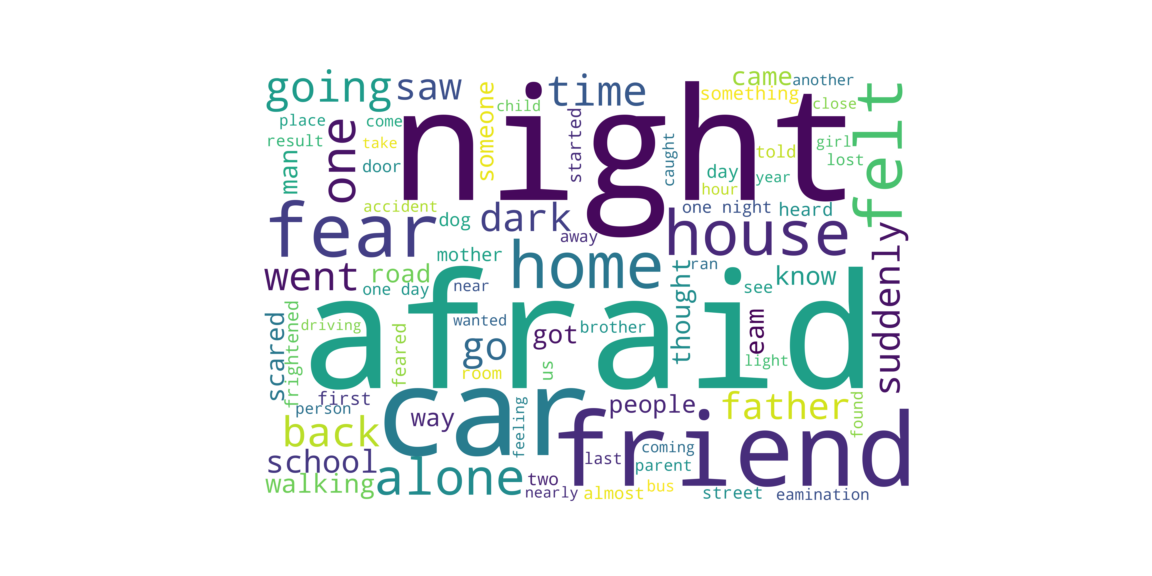 going
saw
time
came
another
something
close
felt
place
come
one
someone
child
night
started
caught
told
girl
result
take
lost
man
door
day
year
hour
accident
fear
dog
dark
one night
heard
house
away
suddenly
mother
home
went
road
thought
ran
know
one day
near
see
afraid
scared
frightened
driving
feared
wanted
go
got
brother
eam
light
us
room
first
person
car
way
feeling
people
father
found
back
friend
school
last
coming
parent
walking
alone
two
nearly
almost
bus
street
eamination